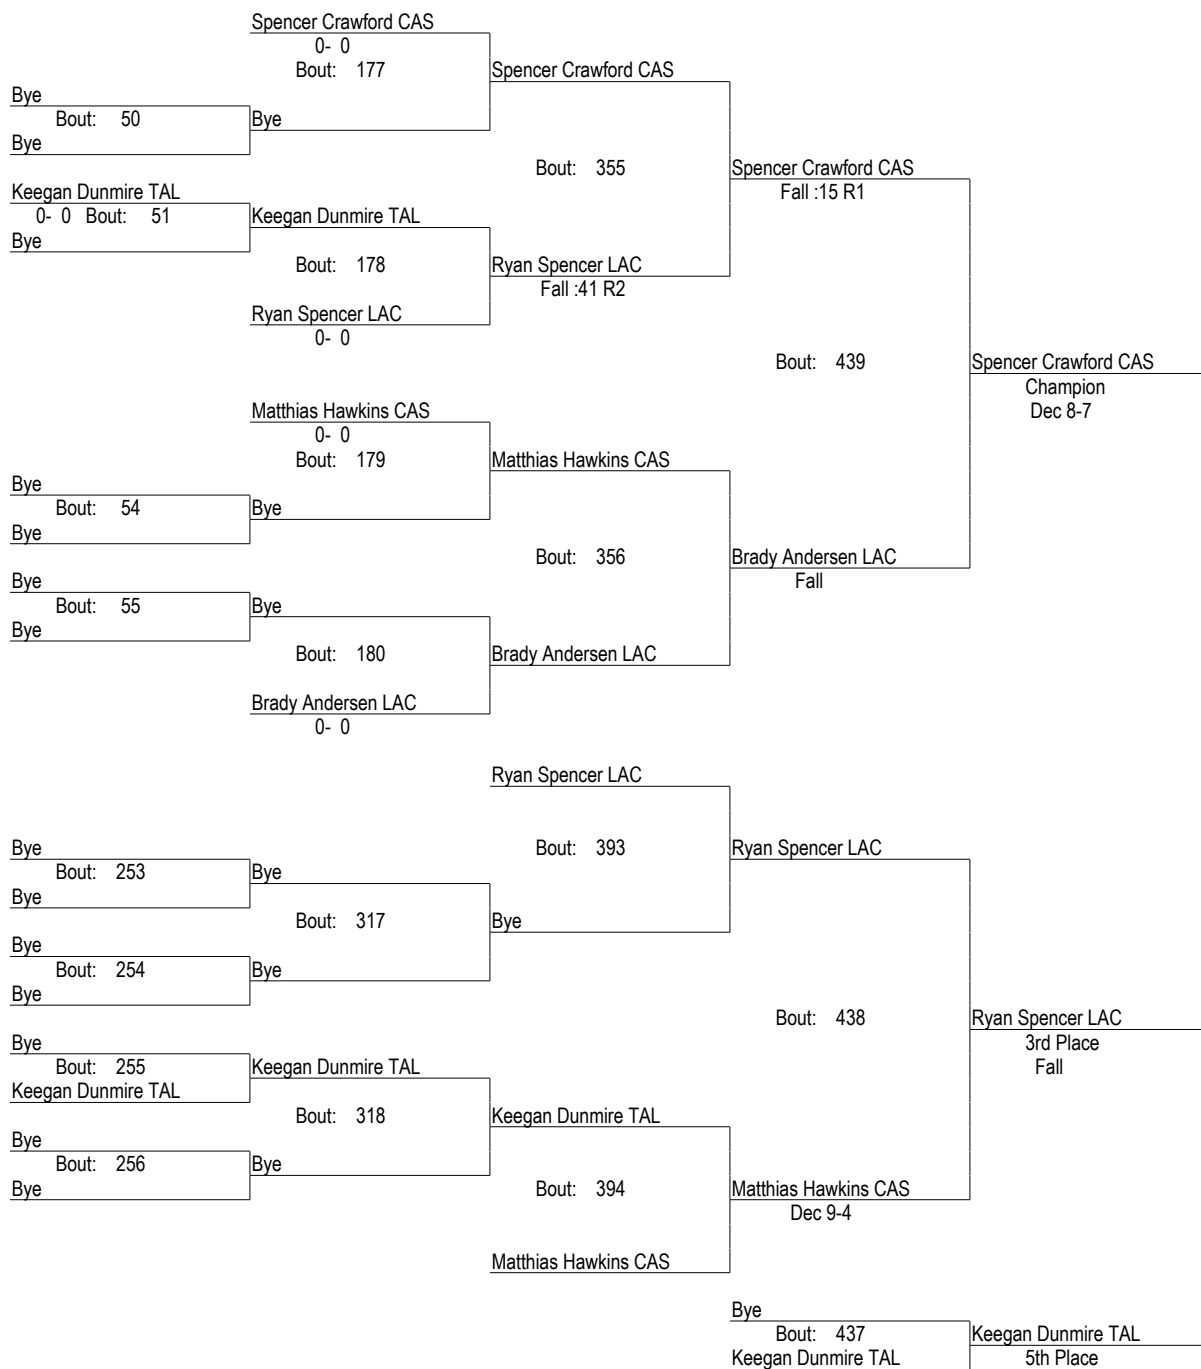 Spencer Crawford CAS
0- 0
Bout: 177
Spencer Crawford CAS
Bye
Bout: 50
Bye
Bye
Bout: 355
Spencer Crawford CAS
Fall :15 R1
Keegan Dunmire TAL
0- 0 Bout: 51
Keegan Dunmire TAL
Bye
Bout: 178
Ryan Spencer LAC
Fall :41 R2
Ryan Spencer LAC
0- 0
Bout: 439
Spencer Crawford CAS
Champion
Dec 8-7
Matthias Hawkins CAS
0- 0
Bout: 179
Matthias Hawkins CAS
Bye
Bout: 54
Bye
Bye
Bout: 356
Brady Andersen LAC
Fall
Bye
Bout: 55
Bye
Bye
Bout: 180
Brady Andersen LAC
Brady Andersen LAC
0- 0
Ryan Spencer LAC
Bye
Bout: 393
Ryan Spencer LAC
Bout: 253
Bye
Bye
Bout: 317
Bye
Bye
Bout: 254
Bye
Bye
Bout: 438
Ryan Spencer LAC
3rd Place
Fall
Bye
Bout: 255
Keegan Dunmire TAL
Keegan Dunmire TAL
Bout: 318
Keegan Dunmire TAL
Bye
Bout: 256
Bye
Bye
Bout: 394
Matthias Hawkins CAS
Dec 9-4
Matthias Hawkins CAS
Bye
Bout: 437
Keegan Dunmire TAL
Keegan Dunmire TAL
5th Place